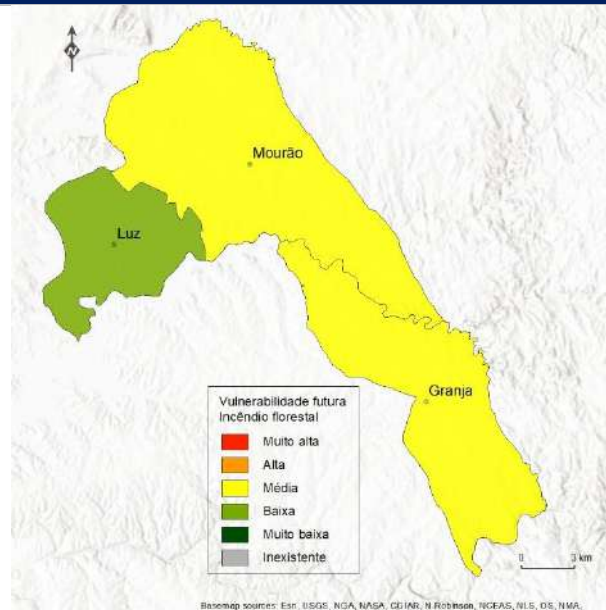 N
Mourão
Luz
Granja
Vulnerabilidade futura
Incêndio florestal
Muito alta
Alta
Média
Baixa
Muito baixa
Inexistente
0 3 km
Basemap sources: Esri, USGS, NGA, NASA, CGIAR, N Robinson, NCEAS, NLS, OS, NMA,